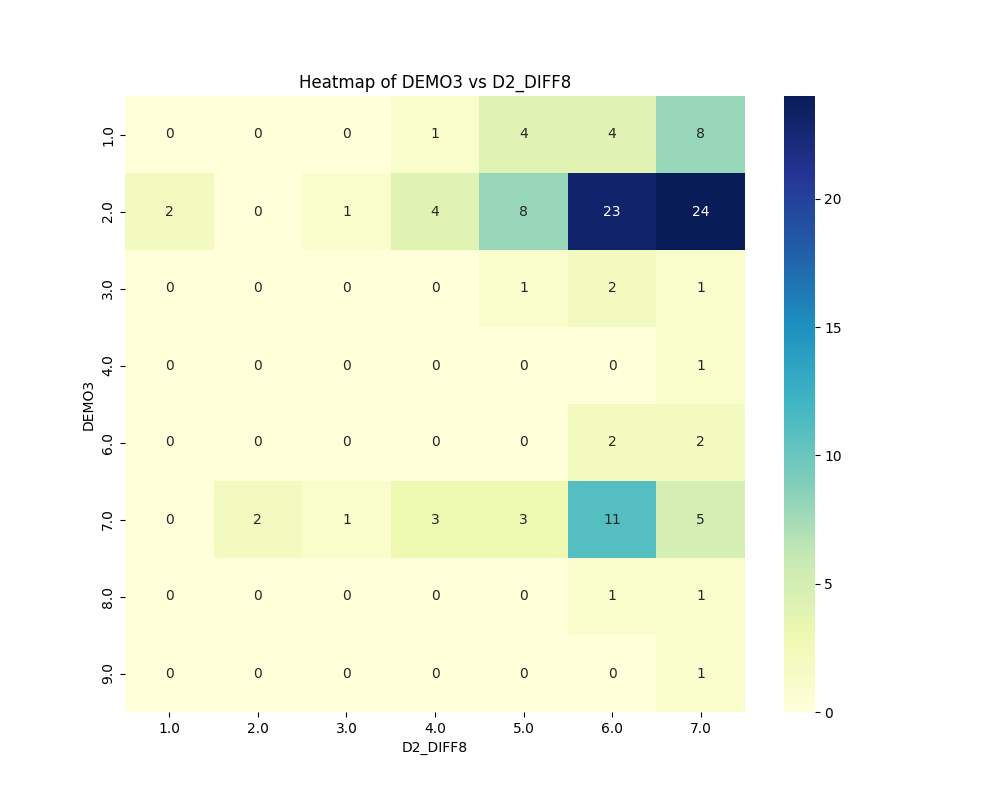 Heatmap of DEMO3 vs D2_DIFF8
1.0 0 0 0 1 4 4 8
2.0 2 0 1 4 8 23 24
3.0 0 0 0 0 1 2 1
4.0 0 0 0 0 0 0 1
6.0 0 0 0 0 0 2 2
7.0 0 2 1 3 3 11 5
8.0 0 0 0 0 0 1 1
9.0 0 0 0 0 0 0 1
1.0 2.0 3.0 4.0 5.0 6.0 7.0
D2_DIFF8
DEMO3
20
15
10
5
0